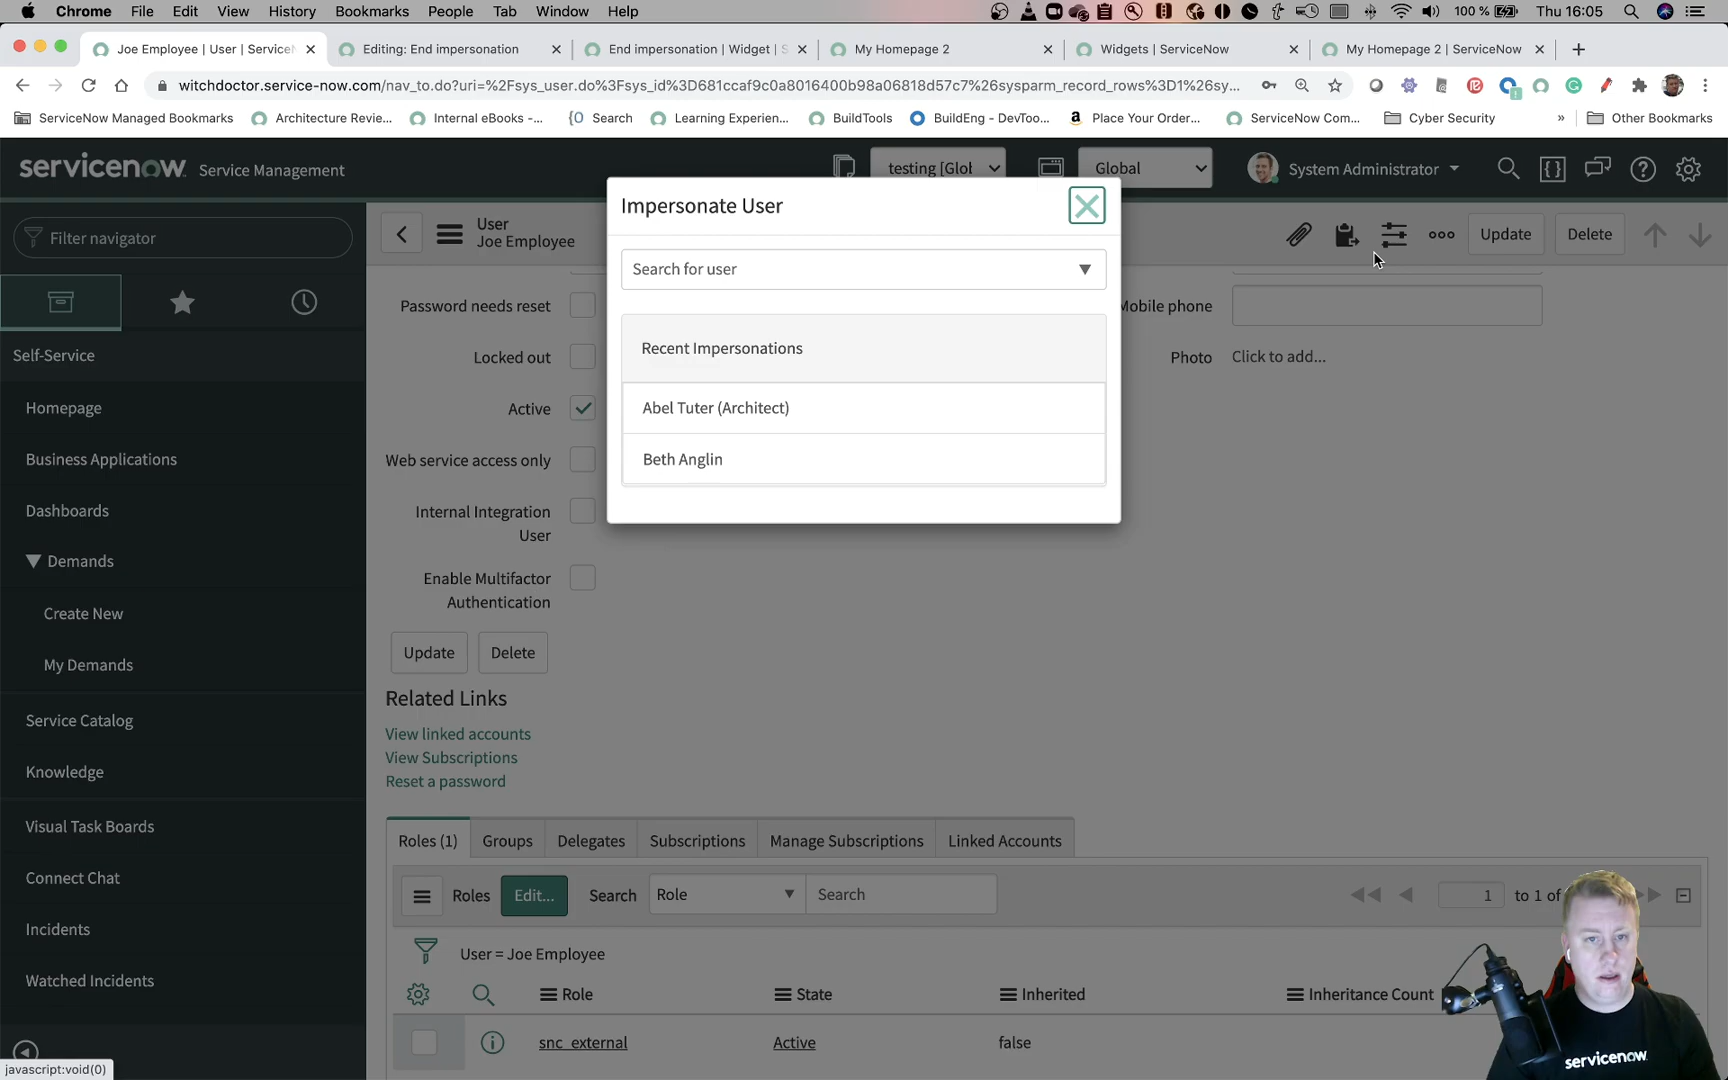 Chrome File Edit View History Bookmarks People Tab Window Help 100 % Thu 16:05
Joe Employee | User | ServiceN Editing: End impersonation End impersonation | Widget | S My Homepage 2 Widgets | ServiceNow My Homepage 2 | ServiceNow
witchdoctor.service-now.com/nav_to.do?uri=%2Fsys_user.do%3Fsys_id%3D681ccaf9c0a8016400b98a06818d57c7%26sysparm_record_rows%3D1%26sy...
ServiceNow Managed Bookmarks Architecture Revie... Internal eBooks -... Search Learning Experien... BuildTools BuildEng - DevToo... Place Your Order... ServiceNow Com... Cyber Security » Other Bookmarks
servicenow Service Management testing [Glol Global System Administrator
Impersonate User
Filter navigator
User
Joe Employee
Update Delete
Search for user
Password needs reset
Mobile phone
Self-Service
Recent Impersonations
Locked out
Photo Click to add...
Homepage
Active
Abel Tuter (Architect)
Business Applications
Web service access only
Beth Anglin
Dashboards
Internal Integration
User
Demands
Enable Multifactor
Authentication
Create New
Update Delete
My Demands
Related Links
Service Catalog
View linked accounts
View Subscriptions
Knowledge
Reset a password
Visual Task Boards
Roles (1) Groups Delegates Subscriptions Manage Subscriptions Linked Accounts
Connect Chat
Roles Edit... Search Role Search 1 to 1 of
Incidents
User = Joe Employee
Watched Incidents
Role State Inherited Inheritance Count
snc_external Active false
javascript:void(0)
servicenow